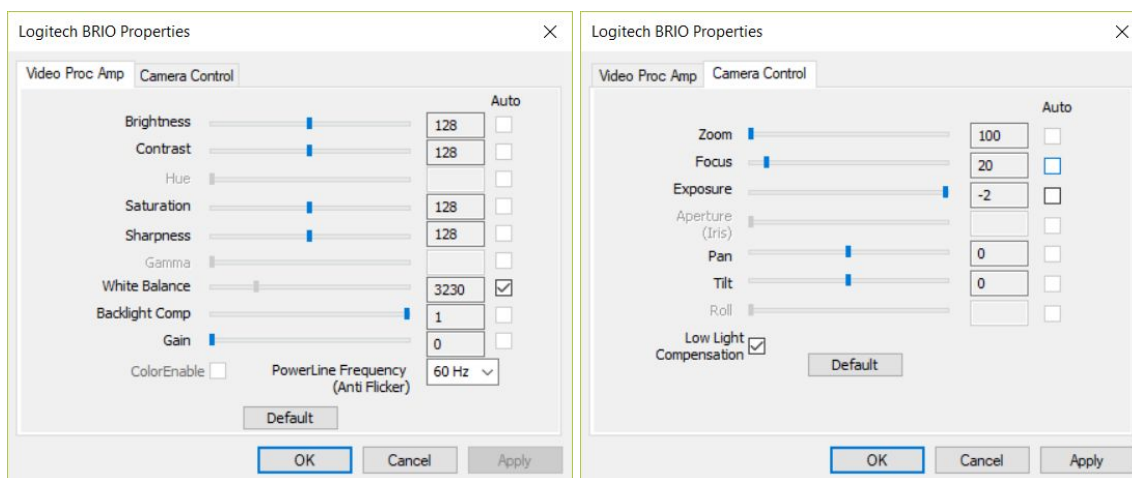 Logitech BRIO Properties
Video Proc Amp Camera Control
Auto
Brightness 128
Contrast 128
Hue
Saturation 128
Sharpness 128
Gamma
White Balance 3230
Backlight Comp 1
Gain 0
ColorEnable PowerLine Frequency 60 Hz
(Anti Flicker)
Default
OK Cancel Apply
Logitech BRIO Properties
Video Proc Amp Camera Control
Auto
Zoom 100
Focus 20
Exposure -2
Aperture
(Iris)
Pan 0
Tilt 0
Roll
Low Light
Compensation
Default
OK Cancel Apply